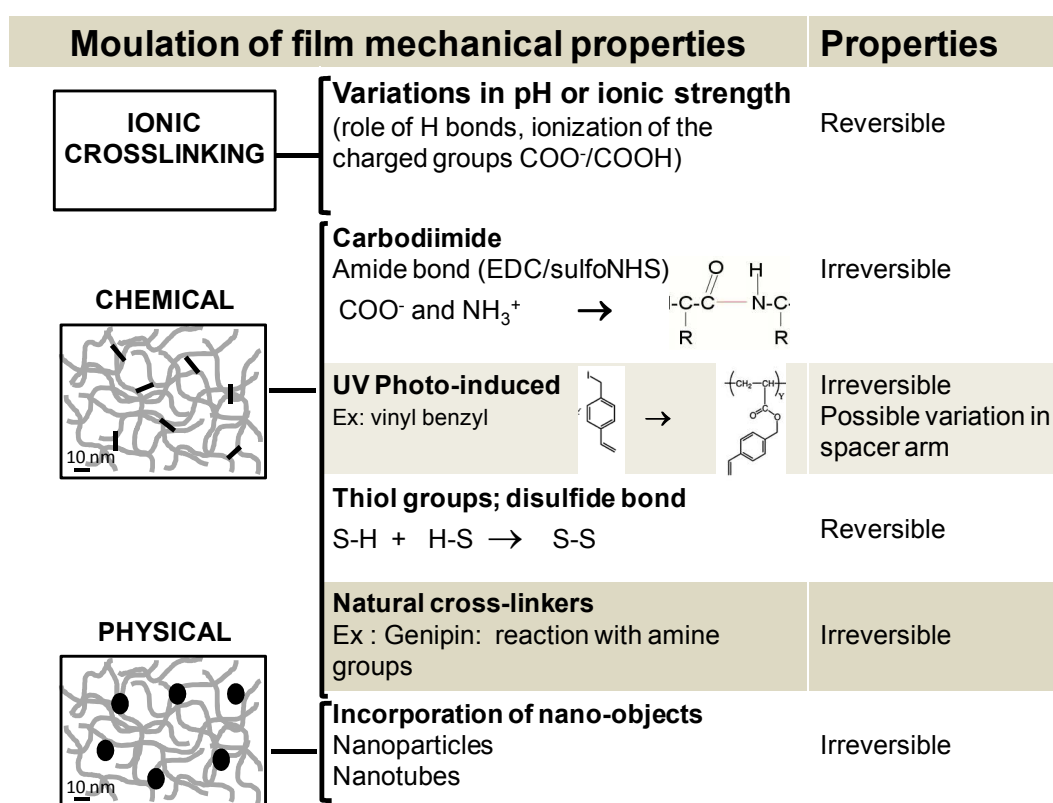 Moulation of film mechanical properties
Properties
IONIC
CROSSLINKING
Variations in pH or ionic strength
(role of H bonds, ionization of the
charged groups COO⁻/COOH)
Reversible
CHEMICAL
10 nm
Carbodiimide
Amide bond (EDC/sulfoNHS)
COO⁻ and NH₃⁺ →
O H
-C-C—N-C-
R R
Irreversible
UV Photo-induced
Ex: vinyl benzyl
I
→
(CH₂-CH)Y
C
O O
Irreversible
Possible variation in
spacer arm
Thiol groups; disulfide bond
S-H + H-S → S-S
Reversible
Natural cross-linkers
Ex : Genipin: reaction with amine
groups
Irreversible
PHYSICAL
10 nm
Incorporation of nano-objects
Nanoparticles
Nanotubes
Irreversible